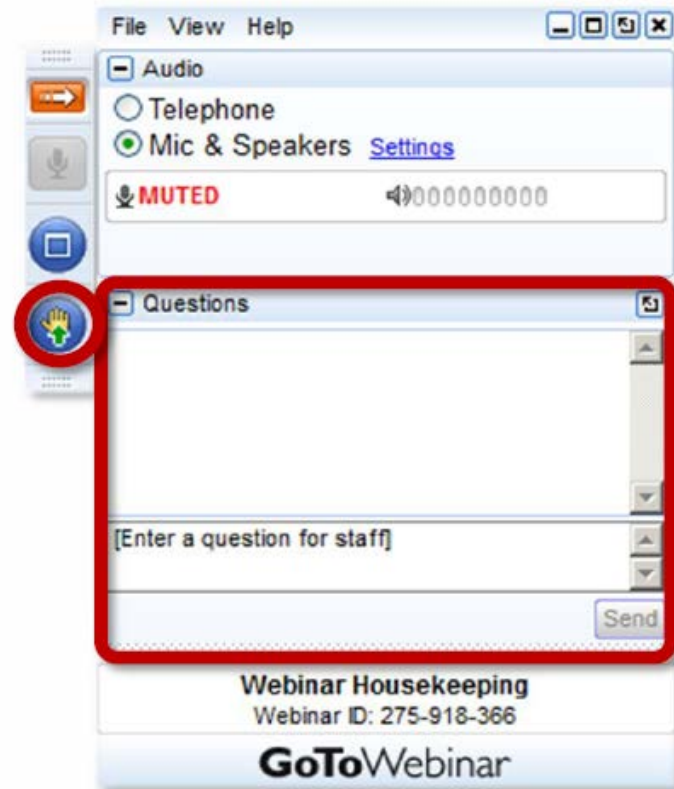 File View Help
Audio
Telephone
Mic & Speakers Settings
MUTED 000000000
Questions
[Enter a question for staff]
Send
Webinar Housekeeping
Webinar ID: 275-918-366
GoToWebinar